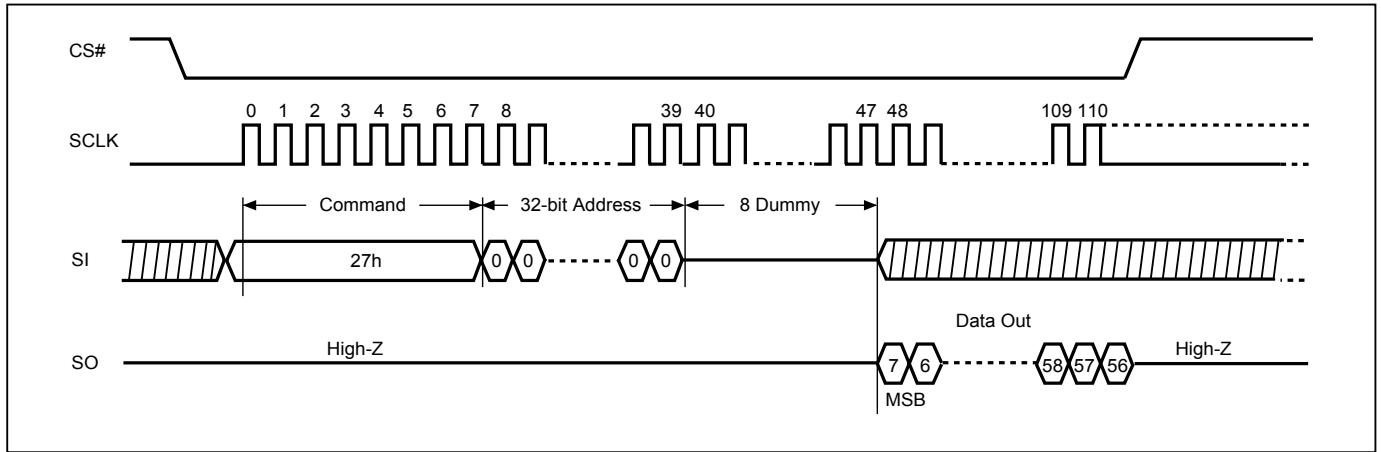 CS#
0 1 2 3 4 5 6 7 8 39 40 47 48 109 110
SCLK
Command 32-bit Address 8 Dummy
SI 27h 0 0 0 0
Data Out
SO High-Z 7 6 58 57 56 High-Z
MSB